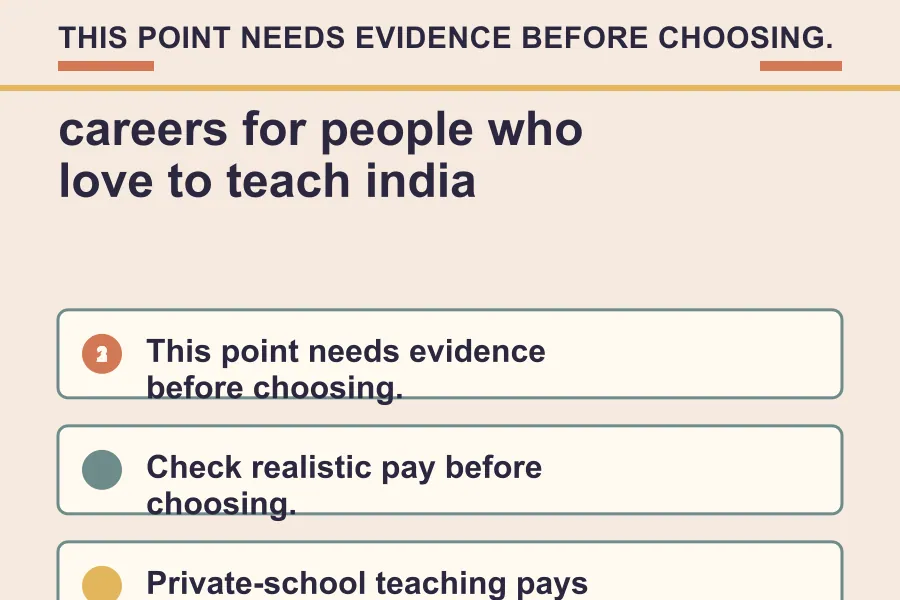 THIS POINT NEEDS EVIDENCE BEFORE CHOOSING.
careers for people who
love to teach india
This point needs evidence
before choosing.
Check realistic pay before
choosing.
Private-school teaching pays